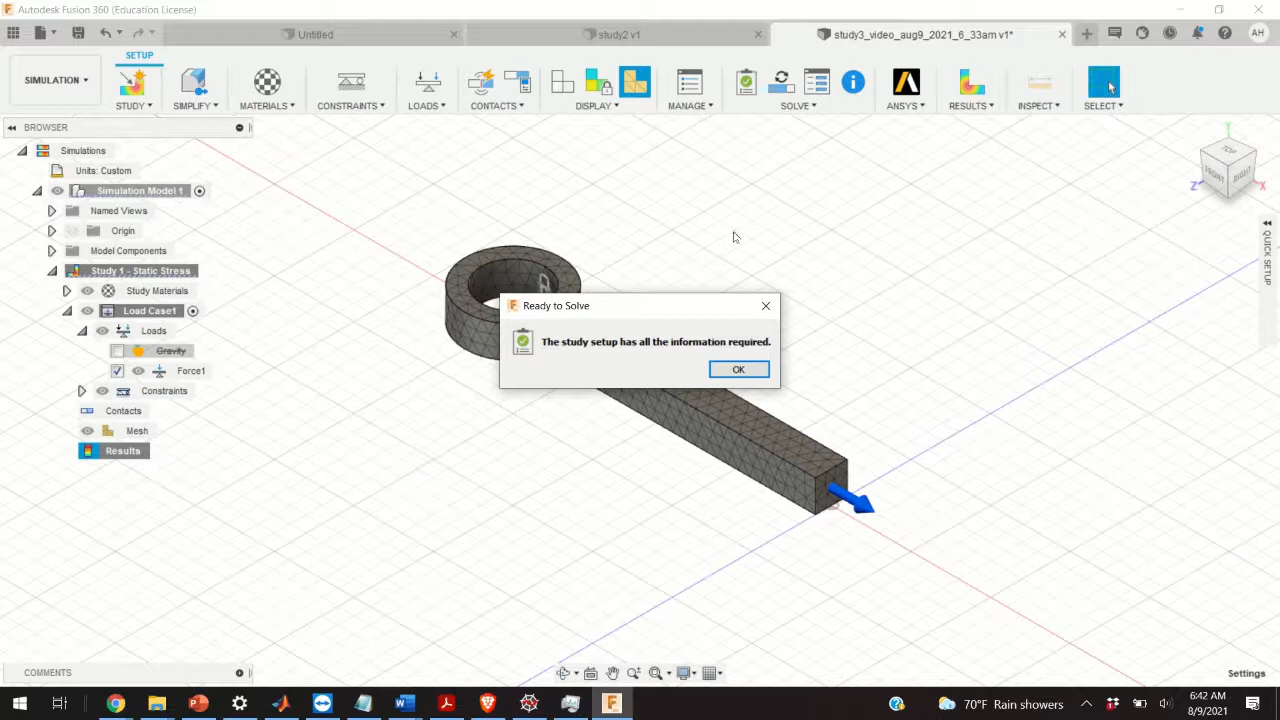 Autodesk Fusion 360 (Education License)
Untitled
study2 v1
study3_video_aug9_2021_6_33am v1*
AH
SETUP
SIMULATION
STUDY
SIMPLIFY
MATERIALS
CONSTRAINTS
LOADS
CONTACTS
DISPLAY
MANAGE
SOLVE
ANSYS
RESULTS
INSPECT
SELECT
BROWSER
Simulations
Units: Custom
Simulation Model 1
Named Views
Origin
Model Components
Study 1 - Static Stress
Study Materials
Load Case1
Loads
Gravity
Force1
Constraints
Contacts
Mesh
Results
Y
TOP
FRONT
RIGHT
Z
X
QUICK SETUP
Ready to Solve
The study setup has all the information required.
OK
COMMENTS
Settings
70°F Rain showers
6:42 AM
8/9/2021